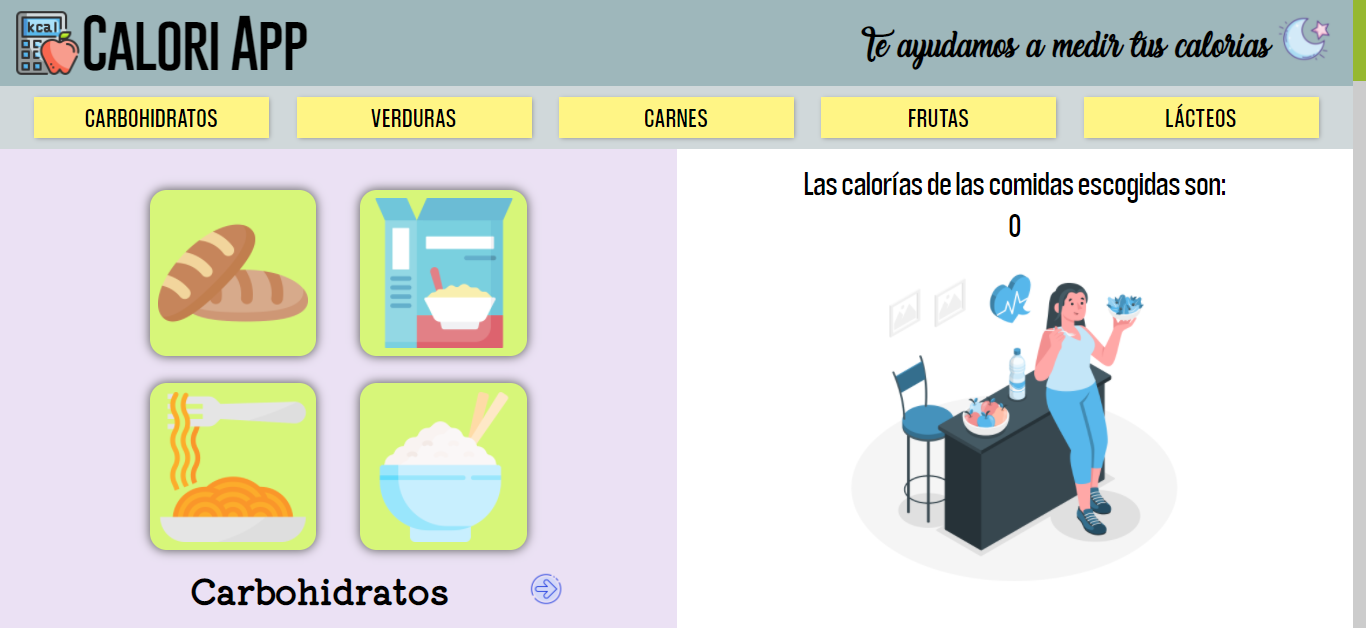 kcal
CALORI APP
Te ayudamos a medir tus calorías
CARBOHIDRATOS
VERDURAS
CARNES
FRUTAS
LÁCTEOS
Las calorías de las comidas escogidas son:
0
Carbohidratos